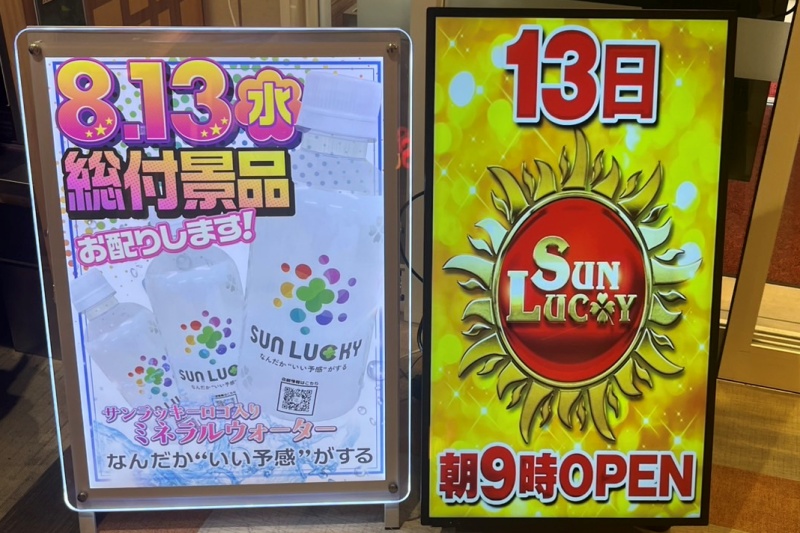 8.13 水
総付景品
お配りします!
SUN LUCKY
なんだか“いい予感”がする
SUN LUCKY
サンラッキーロゴ入り
ミネラルウォーター
なんだか“いい予感”がする
13日
SUN
LUCKY
朝9時OPEN